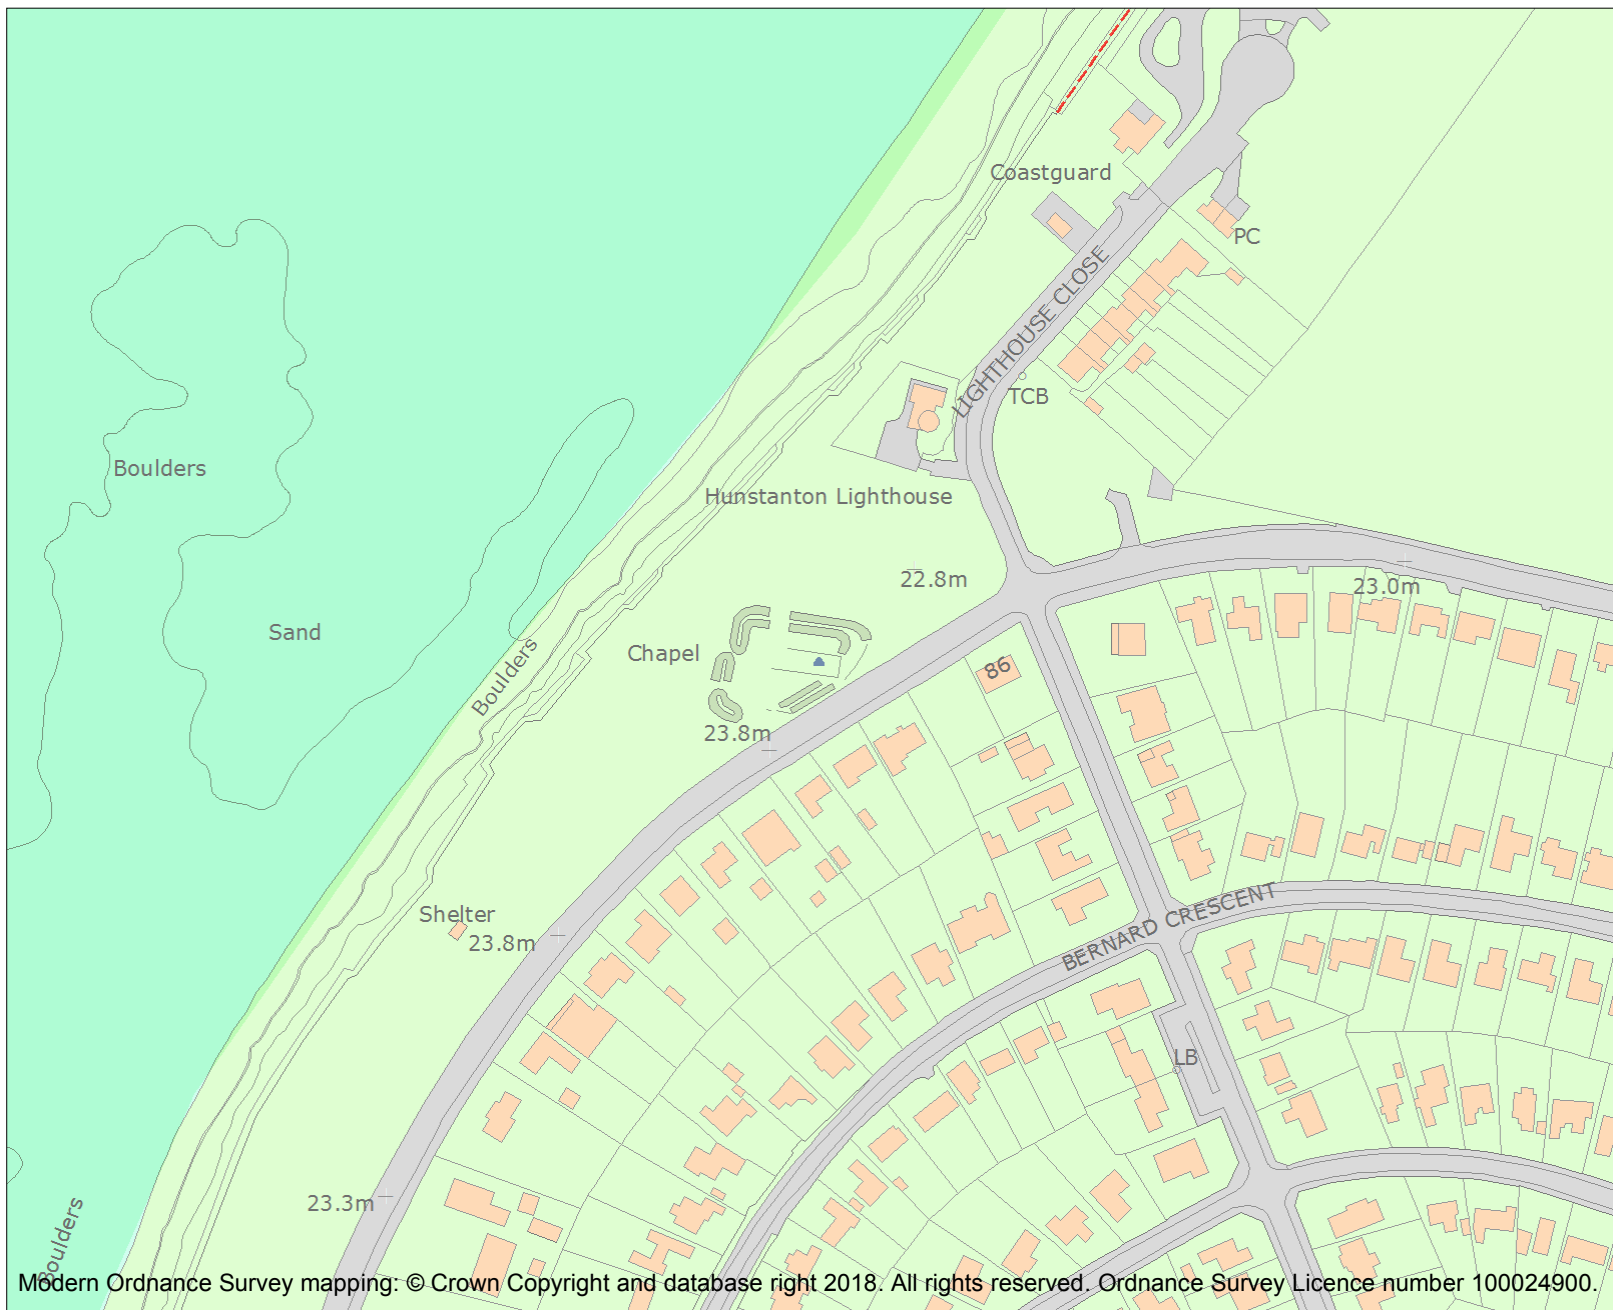 Coastguard
PC
LIGHTHOUSE CLOSE
TCB
Boulders
Hunstanton Lighthouse
22.8m
23.0m
Sand
Chapel
Boulders
86
23.8m
Shelter
23.8m
BERNARD CRESCENT
LB
23.3m
Boulders
Modern Ordnance Survey mapping: © Crown Copyright and database right 2018. All rights reserved. Ordnance Survey Licence number 100024900.